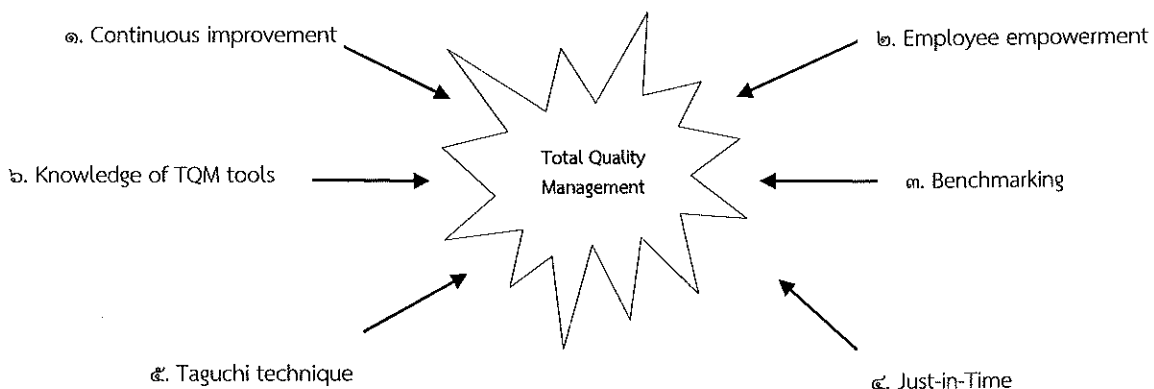 ๑. Continuous improvement
๒. Employee empowerment
๖. Knowledge of TQM tools
Total Quality
Management
๓. Benchmarking
๕. Taguchi technique
๔. Just-in-Time